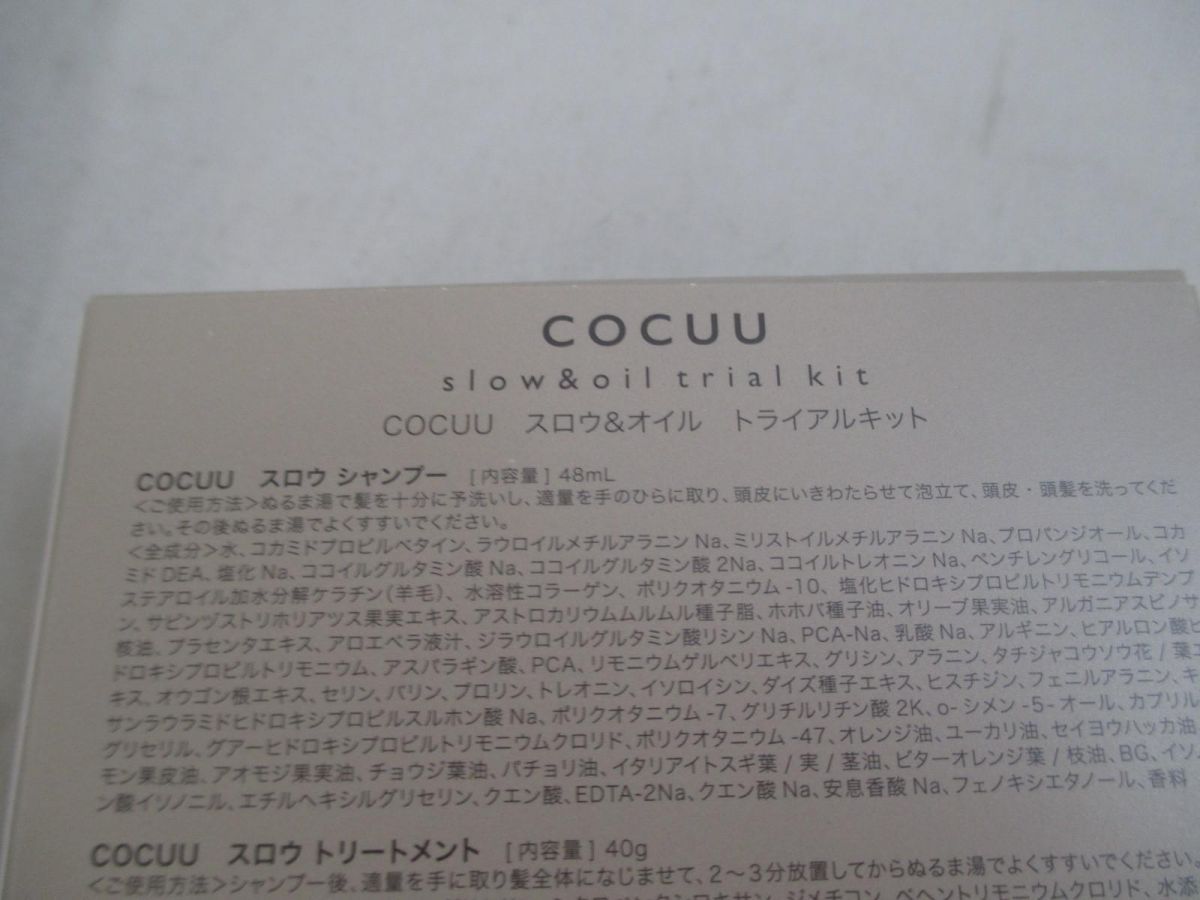 COCUU
slow&oil trial kit
COCUU　スロウ&オイル　トライアルキット
COCUU　スロウ シャンプー　[内容量] 48mL
<ご使用方法>ぬるま湯で髪を十分に予洗いし、適量を手のひらに取り、頭皮にいきわたらせて泡立て、頭皮・頭髪を洗ってくだ
さい。その後ぬるま湯でよくすすいでください。
<全成分>水、コカミドプロピルベタイン、ラウロイルメチルアラニン Na、ミリストイルメチルアラニン Na、プロパンジオール、コカ
ミド DEA、塩化 Na、ココイルグルタミン酸 Na、ココイルグルタミン酸 2Na、ココイルトレオニン Na、ペンチレングリコール、イソ
ステアロイル加水分解ケラチン(羊毛)、水溶性コラーゲン、ポリクオタニウム -10、塩化ヒドロキシプロピルトリモニウムデンプ
ン、サピンヅストリホリアツス果実エキス、アストロカリウムムルムル種子脂、ホホバ種子油、オリーブ果実油、アルガニアスピノサ
核油、プラセンタエキス、アロエベラ液汁、ジラウロイルグルタミン酸リシン Na、PCA-Na、乳酸 Na、アルギニン、ヒアルロン酸ヒ
ドロキシプロピルトリモニウム、アスパラギン酸、PCA、リモニウムゲルベリエキス、グリシン、アラニン、タチジャコウソウ花 / 葉エ
キス、オウゴン根エキス、セリン、バリン、プロリン、トレオニン、イソロイシン、ダイズ種子エキス、ヒスチジン、フェニルアラニン、キ
サンラウラミドヒドロキシプロピルスルホン酸 Na、ポリクオタニウム -7、グリチルリチン酸 2K、o- シメン -5- オール、カプリル
グリセリル、グアーヒドロキシプロピルトリモニウムクロリド、ポリクオタニウム -47、オレンジ油、ユーカリ油、セイヨウハッカ油
モン果皮油、アオモジ果実油、チョウジ葉油、パチョリ油、イタリアイトスギ葉 / 実 / 茎油、ビターオレンジ葉 / 枝油、BG、イソ
ン酸イソノニル、エチルヘキシルグリセリン、クエン酸、EDTA-2Na、クエン酸 Na、安息香酸 Na、フェノキシエタノール、香料
COCUU　スロウ トリートメント　[内容量] 40g
<ご使用方法>シャンプー後、適量を手に取り髪全体になじませて、2～3分放置してからぬるま湯でよくすすいでください。
ジメチコン、ベヘントリモニウムクロリド、水添